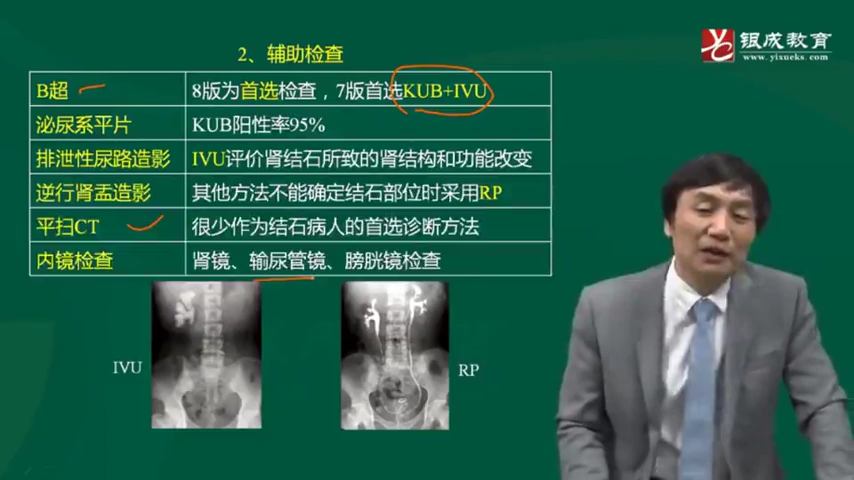 银成教育
www.yixueks.com
2、辅助检查
B超 8版为首选检查，7版首选KUB+IVU
泌尿系平片 KUB阳性率95%
排泄性尿路造影 IVU评价肾结石所致的肾结构和功能改变
逆行肾盂造影 其他方法不能确定结石部位时采用RP
平扫CT 很少作为结石病人的首选诊断方法
内镜检查 肾镜、输尿管镜、膀胱镜检查
IVU
RP